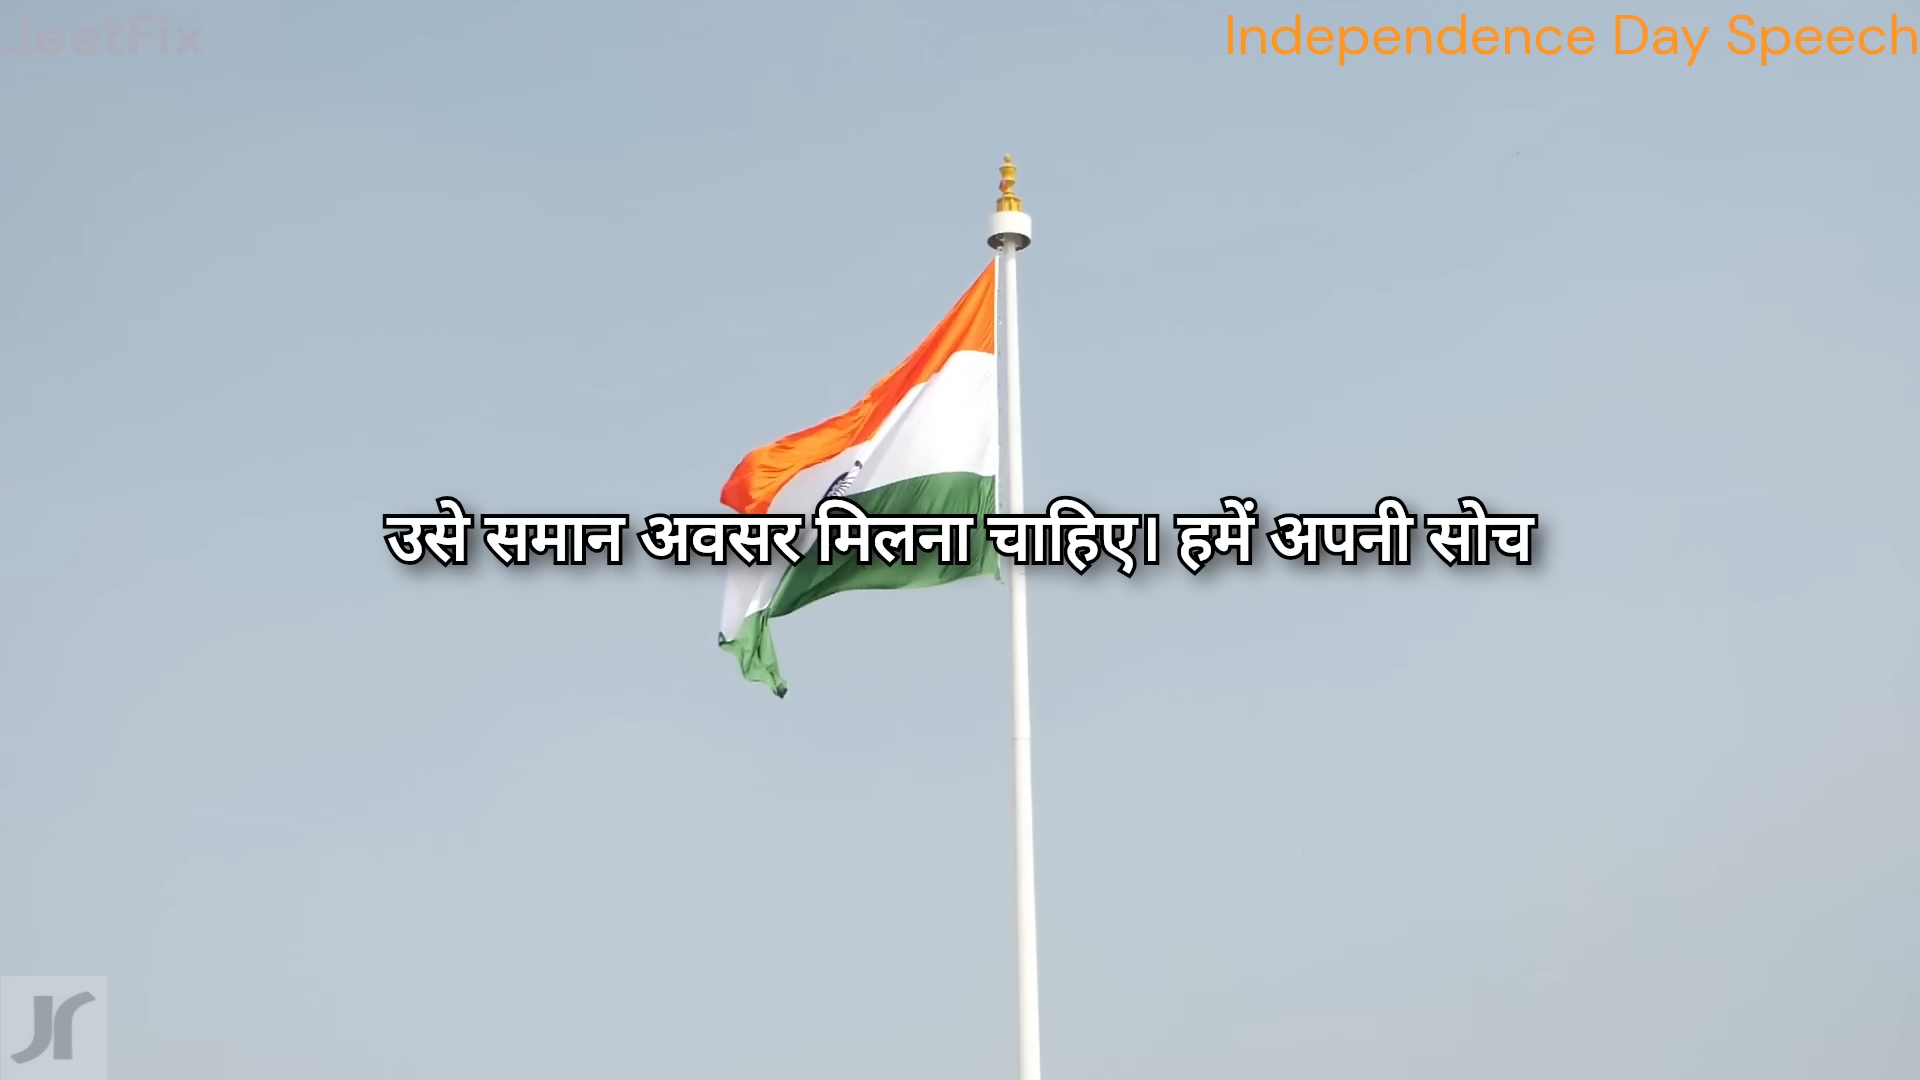 JeetFix
Independence Day Speech
उसे समान अवसर मिलना चाहिए। हमें अपनी सोच